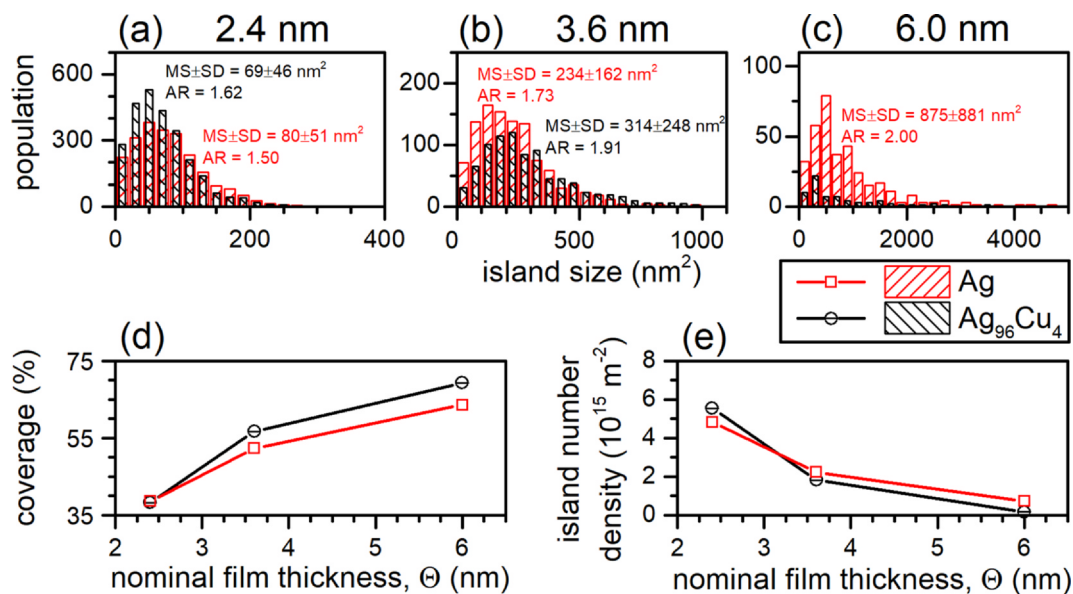 (a) 2.4 nm
(b) 3.6 nm
(c) 6.0 nm
population
600
300
0
MS±SD = 69±46 nm²
AR = 1.62
MS±SD = 80±51 nm²
AR = 1.50
0 200 400
200
100
0
MS±SD = 234±162 nm²
AR = 1.73
MS±SD = 314±248 nm²
AR = 1.91
0 500 1000
island size (nm²)
100
50
0
MS±SD = 875±881 nm²
AR = 2.00
0 2000 4000
Ag
Ag₉₆Cu₄
(d)
coverage (%)
75
55
35
2 3 4 5 6
nominal film thickness, Θ (nm)
(e)
island number
density (10¹⁵ m⁻²)
8
6
4
2
0
2 3 4 5 6
nominal film thickness, Θ (nm)